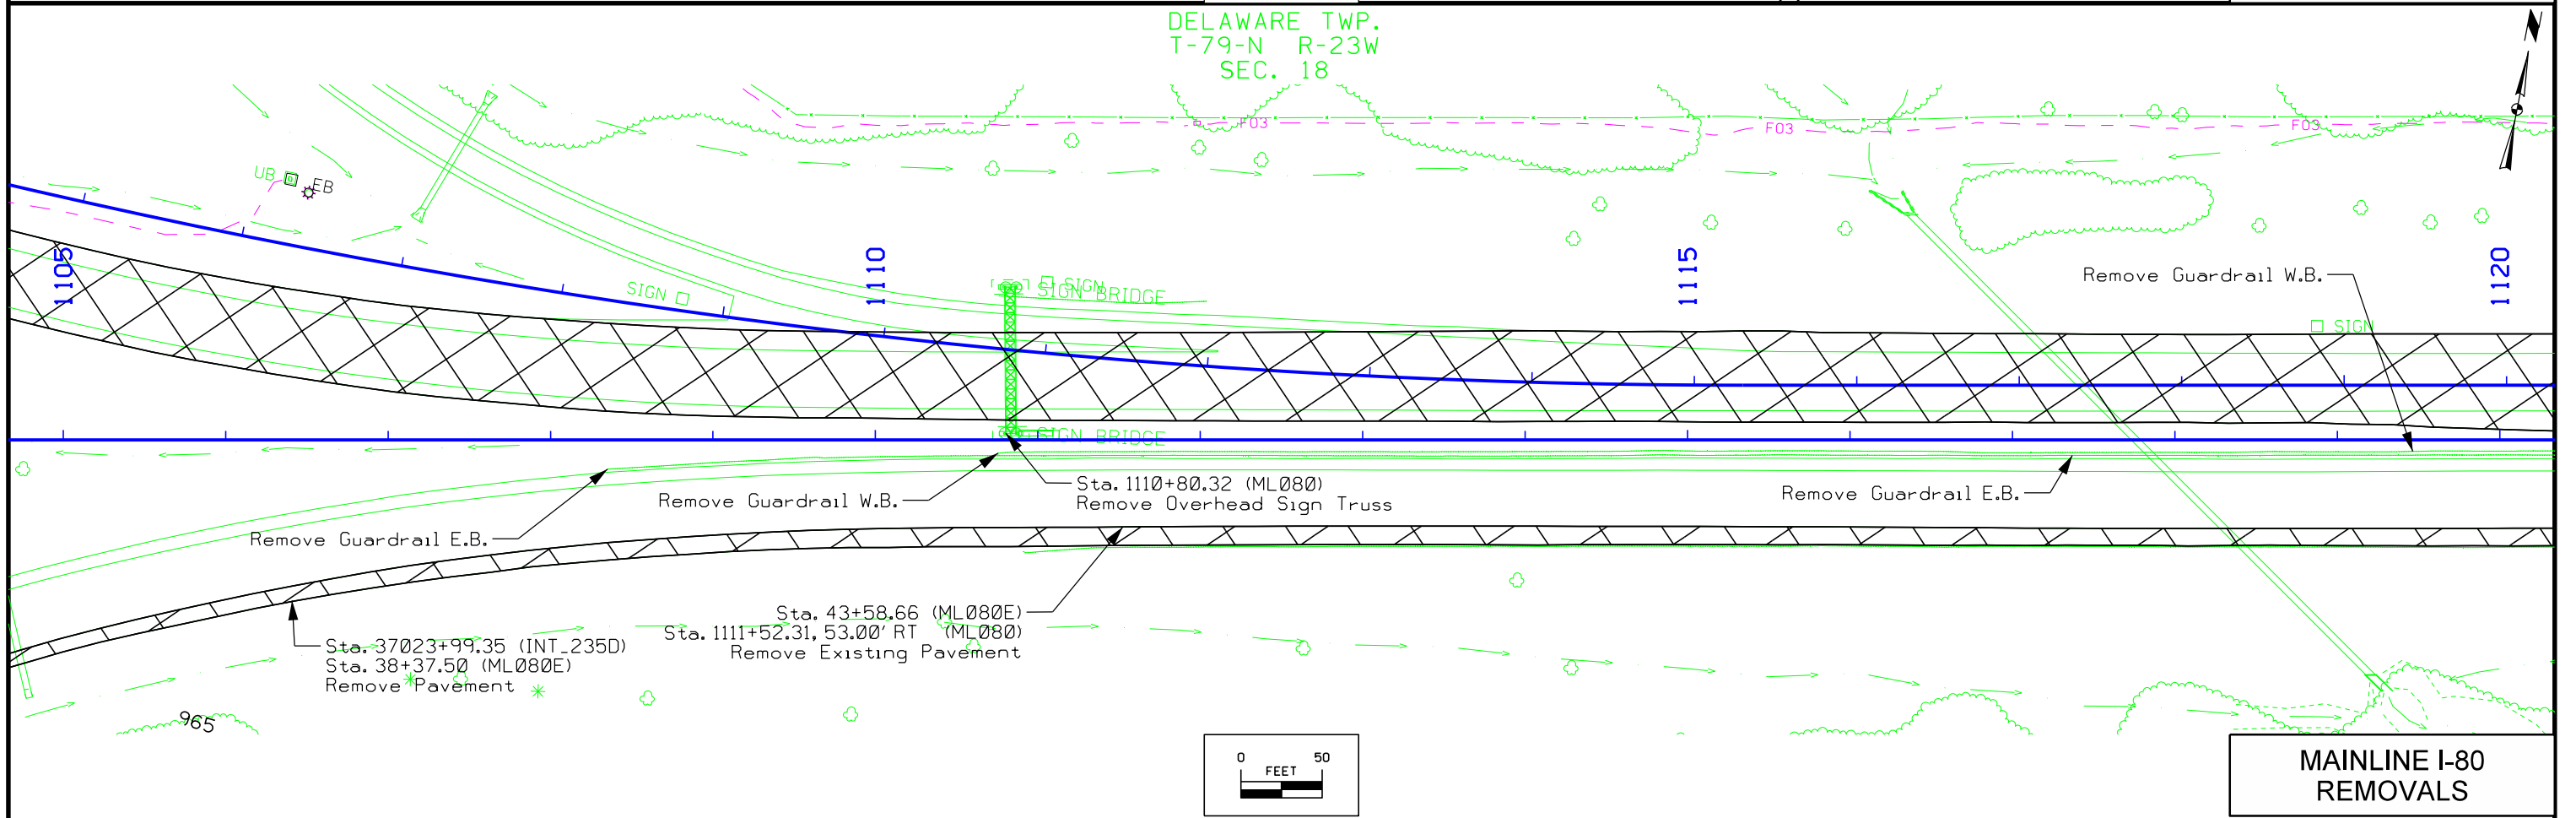 DELAWARE TWP.
T-79-N R-23W
SEC. 18
N
FO3
FO3
FO3
UB
EB
1105
1110
1115
1120
SIGN
SIGN
SIGN BRIDGE
Remove Guardrail W.B.
SIGN
SIGN BRIDGE
Sta. 1110+80.32 (ML080)
Remove Overhead Sign Truss
Remove Guardrail W.B.
Remove Guardrail E.B.
Remove Guardrail E.B.
Sta. 43+58.66 (ML080E)
Sta. 1111+52.31, 53.00' RT (ML080)
Remove Existing Pavement
Sta. 37023+99.35 (INT_235D)
Sta. 38+37.50 (ML080E)
Remove Pavement
965
0 50
FEET
MAINLINE I-80
REMOVALS